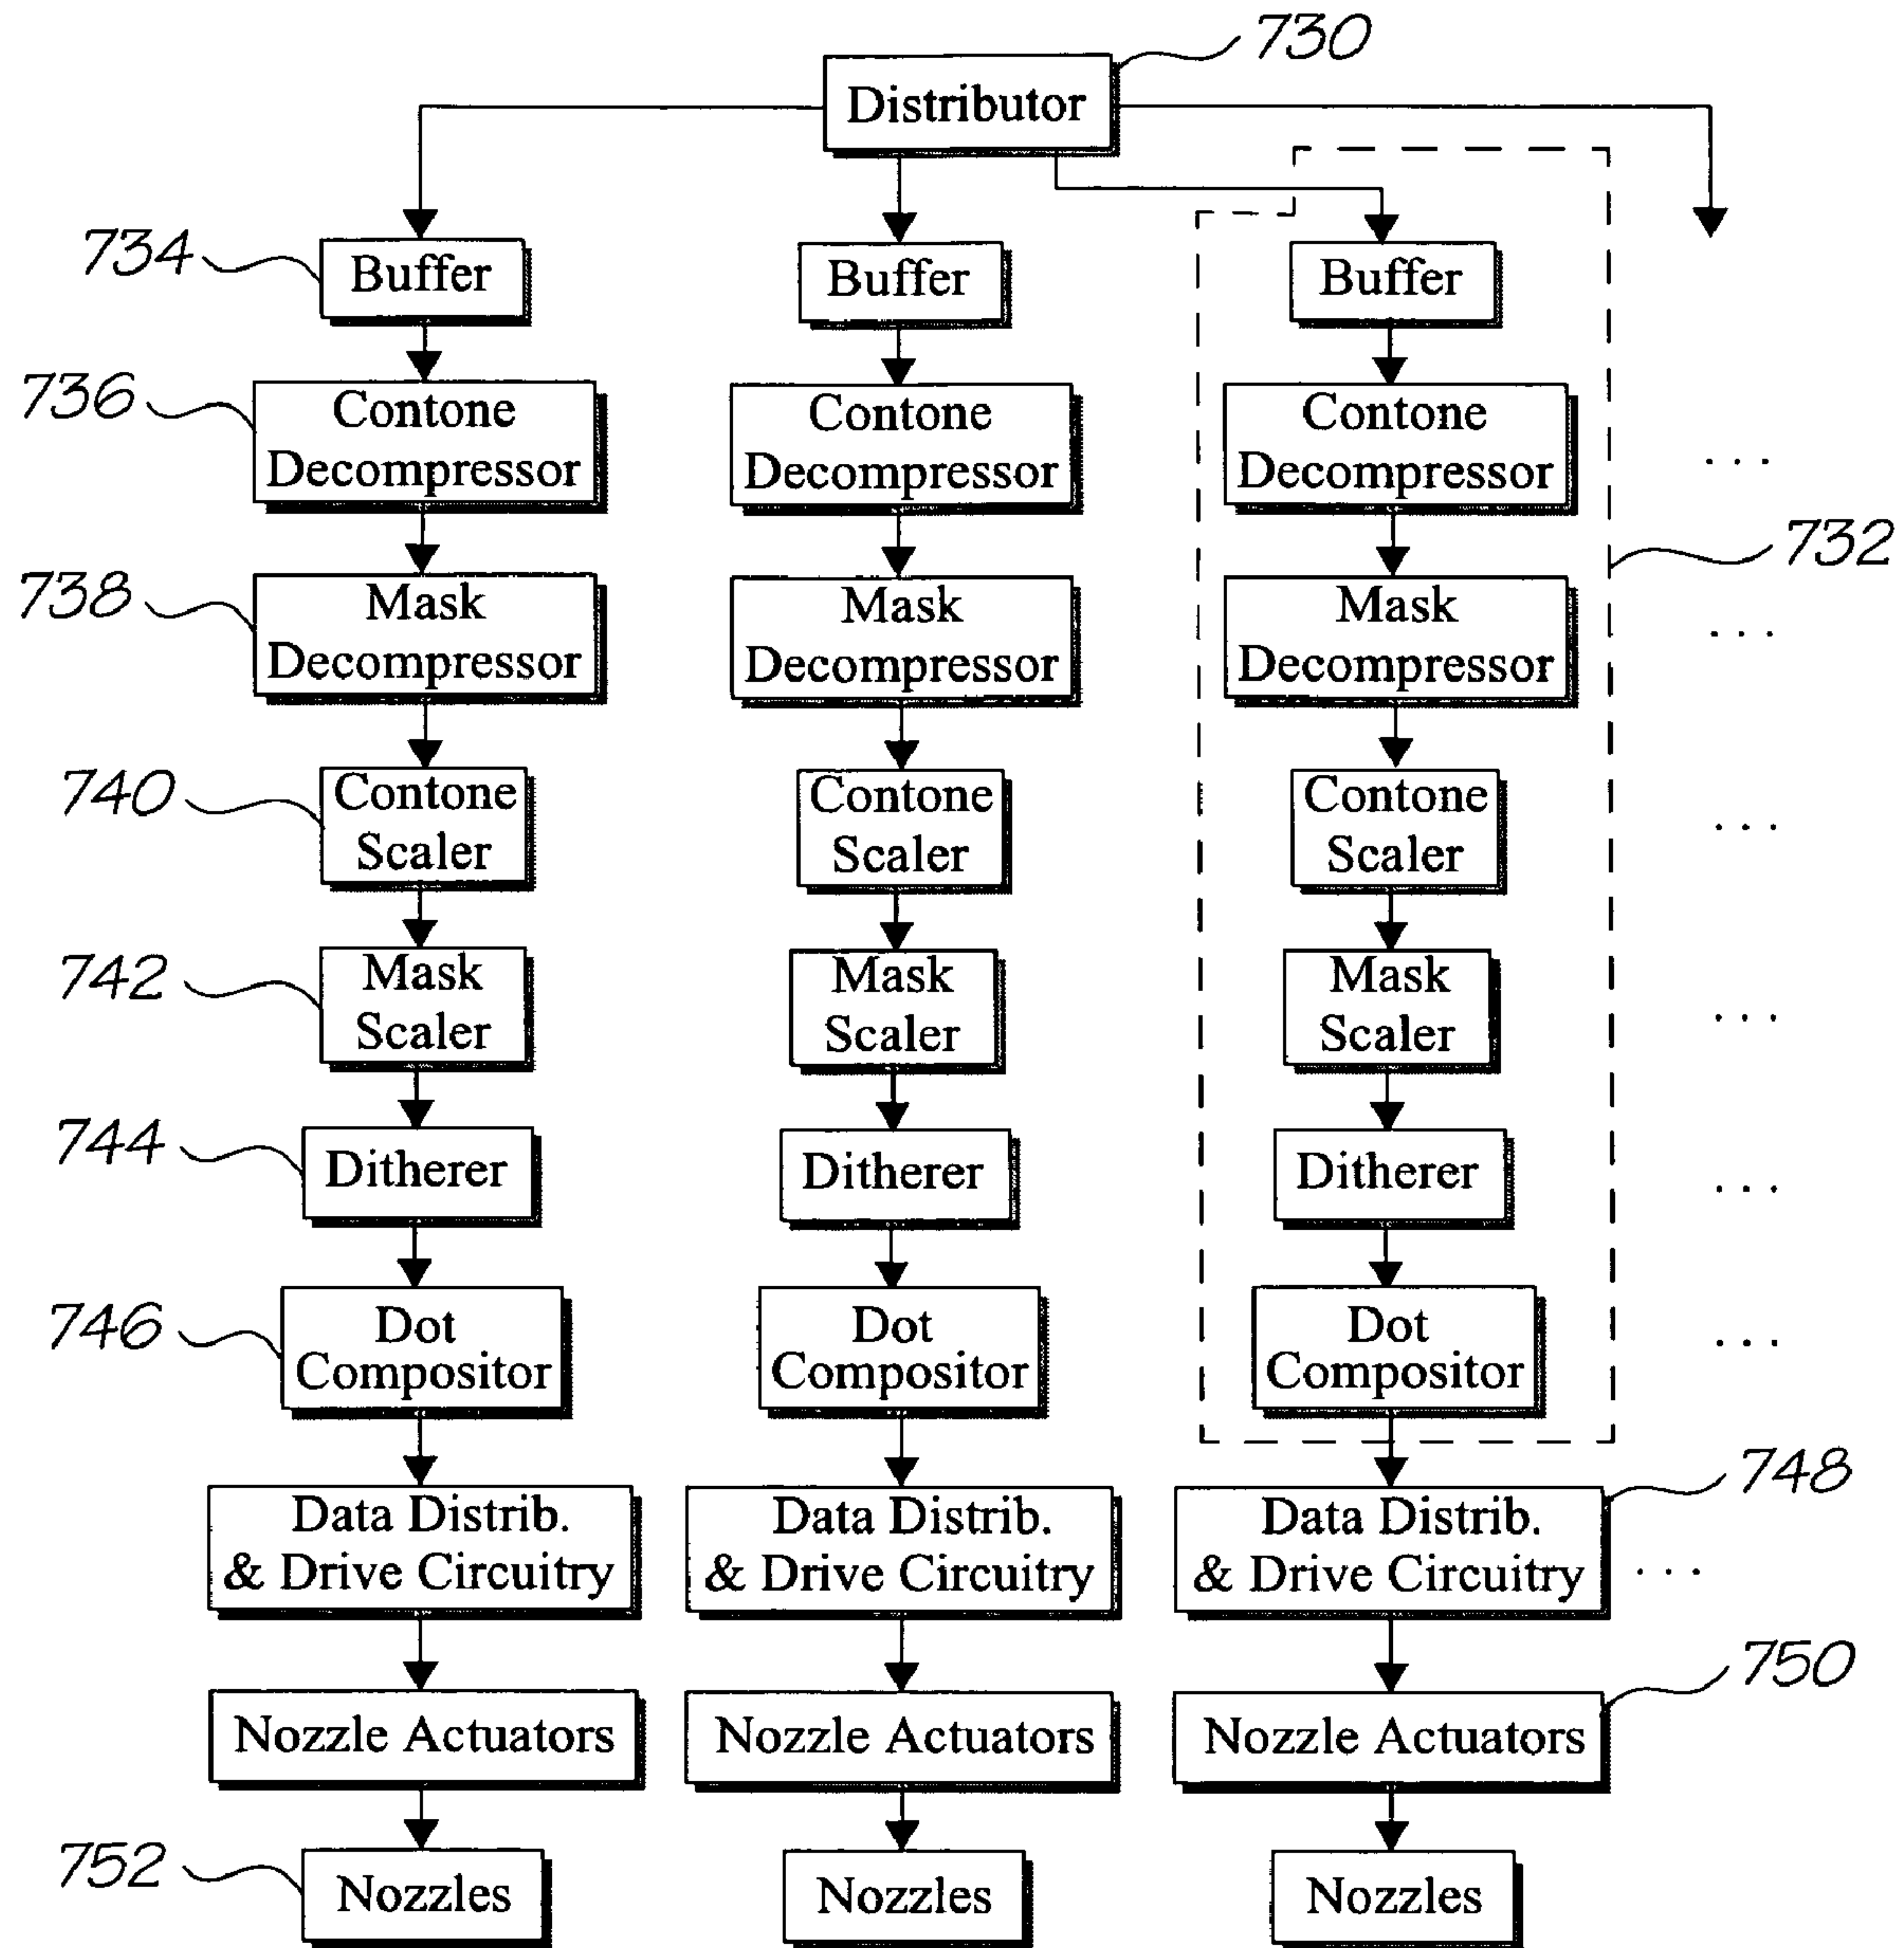 730
Distributor
734
Buffer
Buffer
Buffer
736
Contone
Decompressor
Contone
Decompressor
Contone
Decompressor
...
732
738
Mask
Decompressor
Mask
Decompressor
Mask
Decompressor
...
740
Contone
Scaler
Contone
Scaler
Contone
Scaler
...
742
Mask
Scaler
Mask
Scaler
Mask
Scaler
...
744
Ditherer
Ditherer
Ditherer
...
746
Dot
Compositor
Dot
Compositor
Dot
Compositor
...
748
Data Distrib.
& Drive Circuitry
Data Distrib.
& Drive Circuitry
Data Distrib.
& Drive Circuitry
...
750
Nozzle Actuators
Nozzle Actuators
Nozzle Actuators
752
Nozzles
Nozzles
Nozzles